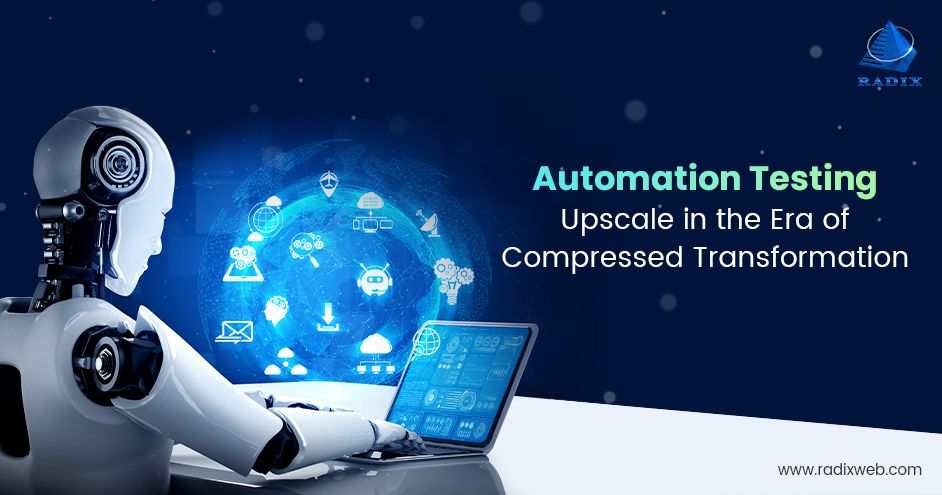 RADIX
Automation Testing
Upscale in the Era of
Compressed Transformation
www.radixweb.com